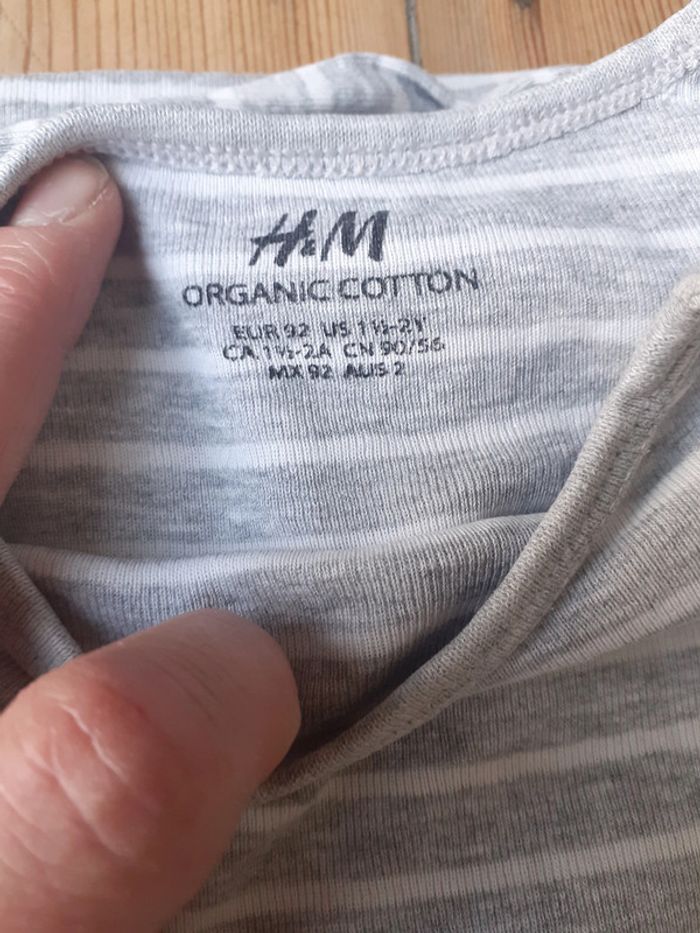 H&M
ORGANIC COTTON
EUR 92 US 1½-2Y
CA 1½-2A CN 90/56
MX 92 AUS 2